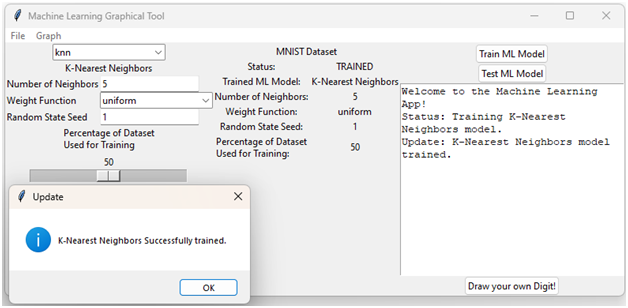 Machine Learning Graphical Tool
File Graph
knn
K-Nearest Neighbors
Number of Neighbors 5
Weight Function uniform
Random State Seed 1
Percentage of Dataset
Used for Training
50
MNIST Dataset
Status: TRAINED
Trained ML Model: K-Nearest Neighbors
Number of Neighbors: 5
Weight Function: uniform
Random State Seed: 1
Percentage of Dataset
Used for Training: 50
Train ML Model
Test ML Model
Welcome to the Machine Learning
App!
Status: Training K-Nearest
Neighbors model.
Update: K-Nearest Neighbors model
trained.
Draw your own Digit!
Update
K-Nearest Neighbors Successfully trained.
OK